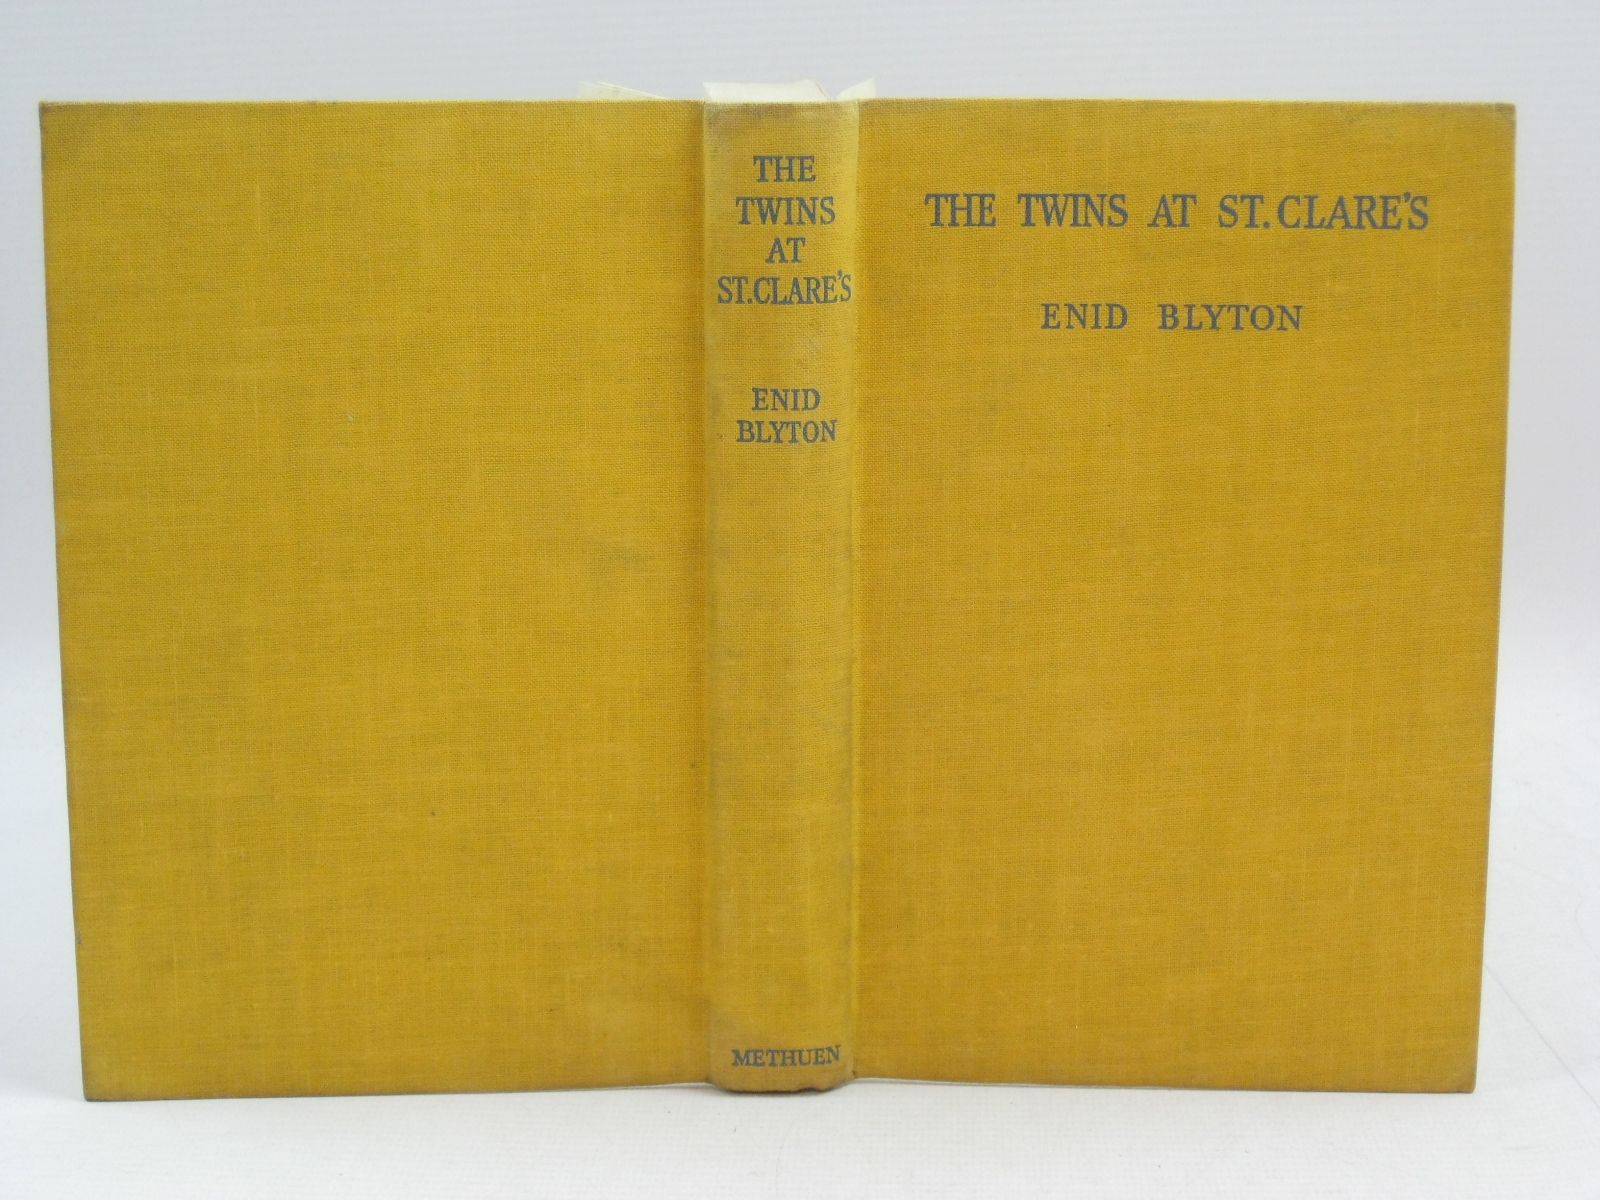 THE
TWINS
AT
ST.CLARE'S
ENID
BLYTON
METHUEN
THE TWINS AT ST.CLARE'S
ENID BLYTON